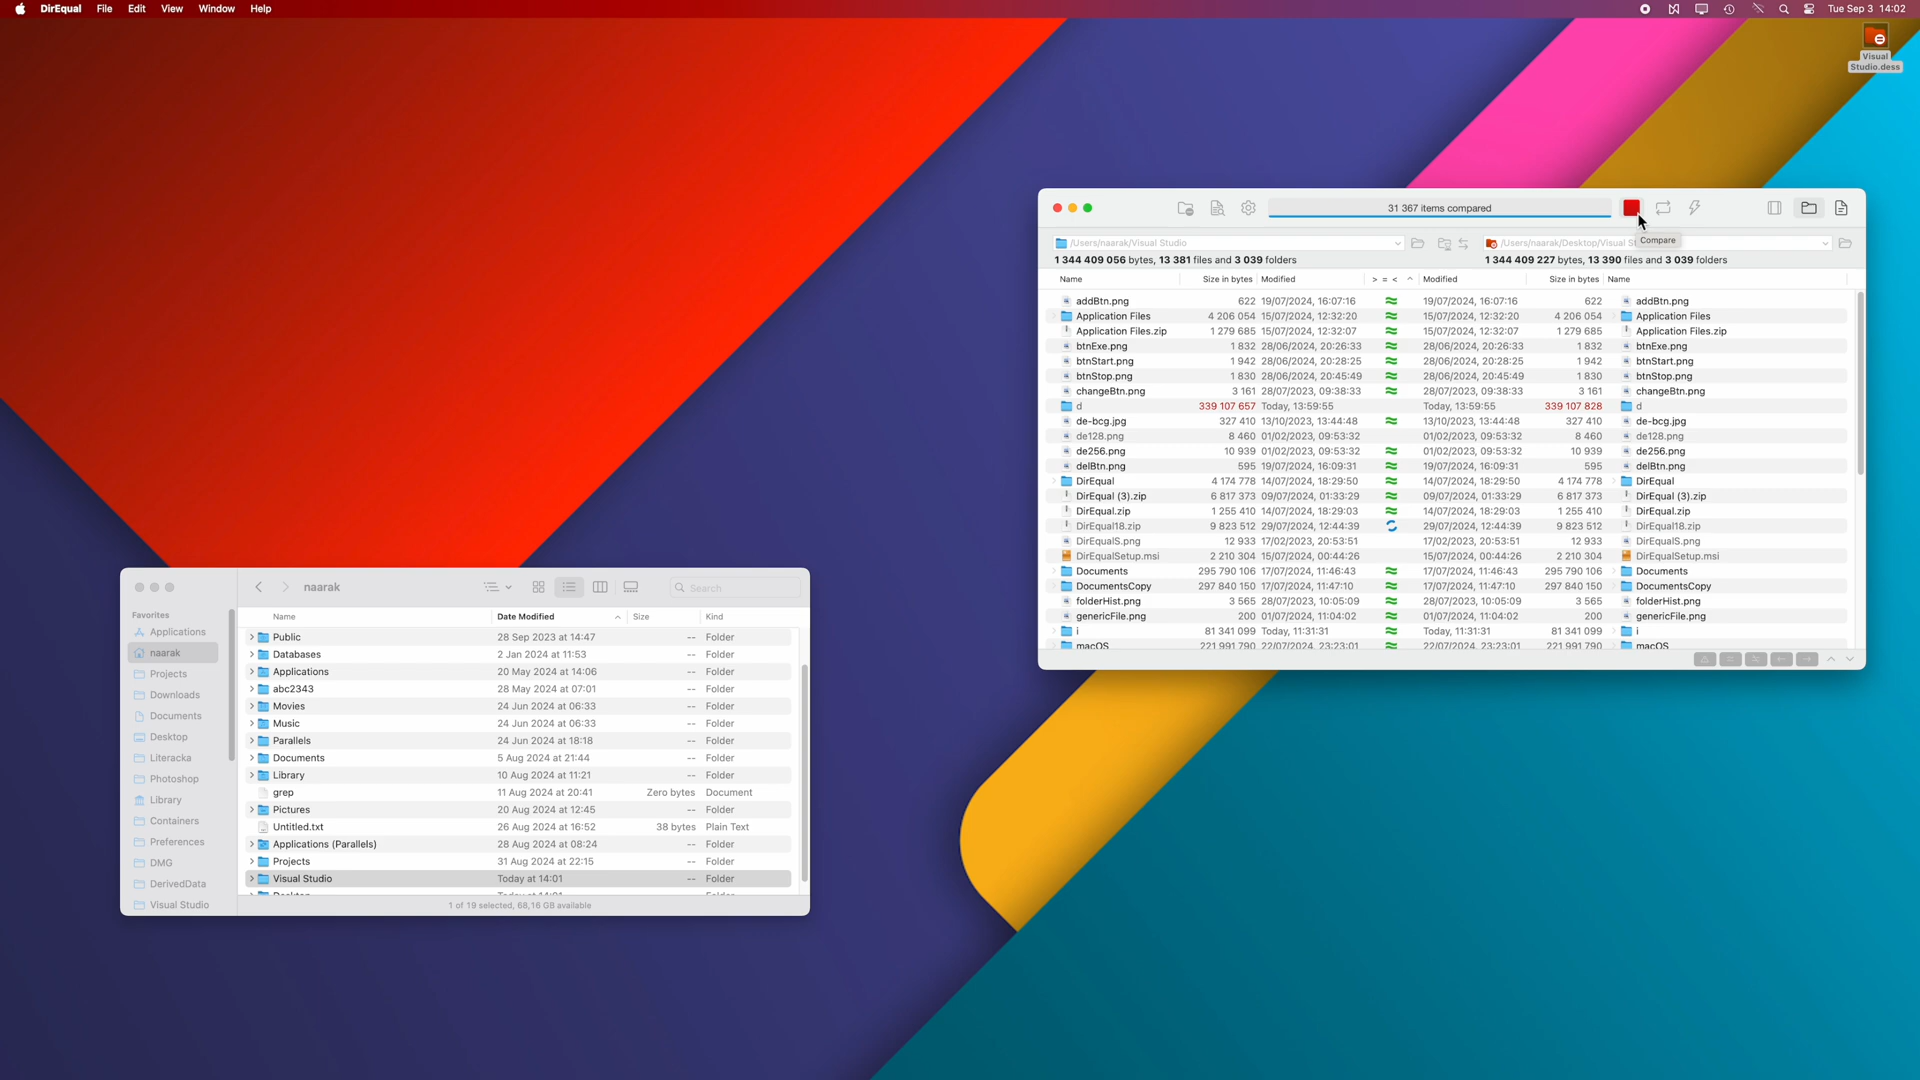 DirEqual File Edit View Window Help
Tue Sep 3 14:02
Visual
Studio.dess
31 367 items compared
/Users/naarak/Visual Studio
/Users/naarak/Desktop/Visual
Compare
1 344 409 056 bytes, 13 381 files and 3 039 folders
1 344 409 227 bytes, 13 390 files and 3 039 folders
Name Size in bytes Modified > = < Modified Size in bytes Name
addBtn.png 622 19/07/2024, 16:07:16 19/07/2024, 16:07:16 622 addBtn.png
Application Files 4 206 054 15/07/2024, 12:32:20 15/07/2024, 12:32:20 4 206 054 Application Files
Application Files.zip 1 279 685 15/07/2024, 12:32:07 15/07/2024, 12:32:07 1 279 685 Application Files.zip
btnExe.png 1 832 28/06/2024, 20:26:33 28/06/2024, 20:26:33 1 832 btnExe.png
btnStart.png 1 942 28/06/2024, 20:28:25 28/06/2024, 20:28:25 1 942 btnStart.png
btnStop.png 1 830 28/06/2024, 20:45:49 28/06/2024, 20:45:49 1 830 btnStop.png
changeBtn.png 3 161 28/07/2023, 09:38:33 28/07/2023, 09:38:33 3 161 changeBtn.png
d 339 107 657 Today, 13:59:55 Today, 13:59:55 339 107 828 d
de-bcg.jpg 327 410 13/10/2023, 13:44:48 13/10/2023, 13:44:48 327 410 de-bcg.jpg
de128.png 8 460 01/02/2023, 09:53:32 01/02/2023, 09:53:32 8 460 de128.png
de256.png 10 939 01/02/2023, 09:53:32 01/02/2023, 09:53:32 10 939 de256.png
delBtn.png 595 19/07/2024, 16:09:31 19/07/2024, 16:09:31 595 delBtn.png
DirEqual 4 174 778 14/07/2024, 18:29:50 14/07/2024, 18:29:50 4 174 778 DirEqual
DirEqual (3).zip 6 817 373 09/07/2024, 01:33:29 09/07/2024, 01:33:29 6 817 373 DirEqual (3).zip
DirEqual.zip 1 255 410 14/07/2024, 18:29:03 14/07/2024, 18:29:03 1 255 410 DirEqual.zip
DirEqual18.zip 9 823 512 29/07/2024, 12:44:39 29/07/2024, 12:44:39 9 823 512 DirEqual18.zip
DirEqualS.png 12 933 17/02/2023, 20:53:51 17/02/2023, 20:53:51 12 933 DirEqualS.png
DirEqualSetup.msi 2 210 304 15/07/2024, 00:44:26 15/07/2024, 00:44:26 2 210 304 DirEqualSetup.msi
Documents 295 790 106 17/07/2024, 11:46:43 17/07/2024, 11:46:43 295 790 106 Documents
DocumentsCopy 297 840 150 17/07/2024, 11:47:10 17/07/2024, 11:47:10 297 840 150 DocumentsCopy
folderHist.png 3 565 28/07/2023, 10:05:09 28/07/2023, 10:05:09 3 565 folderHist.png
genericFile.png 200 01/07/2024, 11:04:02 01/07/2024, 11:04:02 200 genericFile.png
i 81 341 099 Today, 11:31:31 Today, 11:31:31 81 341 099 i
macOS 221 991 790 22/07/2024, 23:23:01 22/07/2024, 23:23:01 221 991 790 macOS
naarak
Search
Favorites
Applications
naarak
Projects
Downloads
Documents
Desktop
Literacka
Photoshop
Library
Containers
Preferences
DMG
DerivedData
Visual Studio
Name Date Modified Size Kind
Public 28 Sep 2023 at 14:47 -- Folder
Databases 2 Jan 2024 at 11:53 -- Folder
Applications 20 May 2024 at 14:06 -- Folder
abc2343 28 May 2024 at 07:01 -- Folder
Movies 24 Jun 2024 at 06:33 -- Folder
Music 24 Jun 2024 at 06:33 -- Folder
Parallels 24 Jun 2024 at 18:18 -- Folder
Documents 5 Aug 2024 at 21:44 -- Folder
Library 10 Aug 2024 at 11:21 -- Folder
grep 11 Aug 2024 at 20:41 Zero bytes Document
Pictures 20 Aug 2024 at 12:45 -- Folder
Untitled.txt 26 Aug 2024 at 16:52 38 bytes Plain Text
Applications (Parallels) 28 Aug 2024 at 08:24 -- Folder
Projects 31 Aug 2024 at 22:15 -- Folder
Visual Studio Today at 14:01 -- Folder
1 of 19 selected, 68,16 GB available